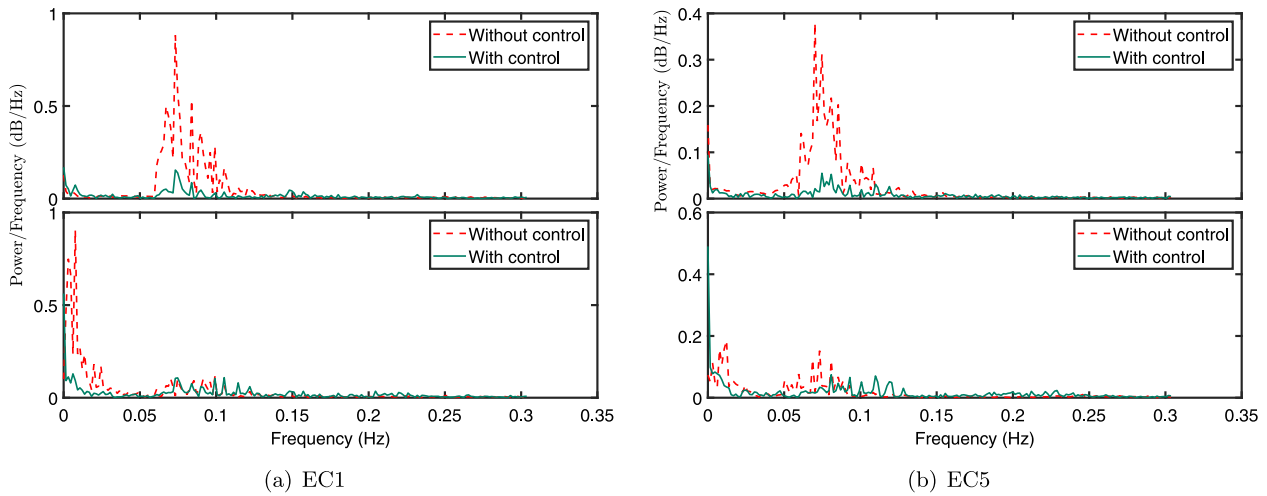 1
0.5
0
Without control
With control
1
0.5
0
Without control
With control
0 0.05 0.1 0.15 0.2 0.25 0.3 0.35
Frequency (Hz)
Power/Frequency (dB/Hz)
(a) EC1
0.4
0.3
0.2
0.1
0
Without control
With control
0.6
0.4
0.2
0
Without control
With control
0 0.05 0.1 0.15 0.2 0.25 0.3 0.35
Frequency (Hz)
Power/Frequency (dB/Hz)
(b) EC5